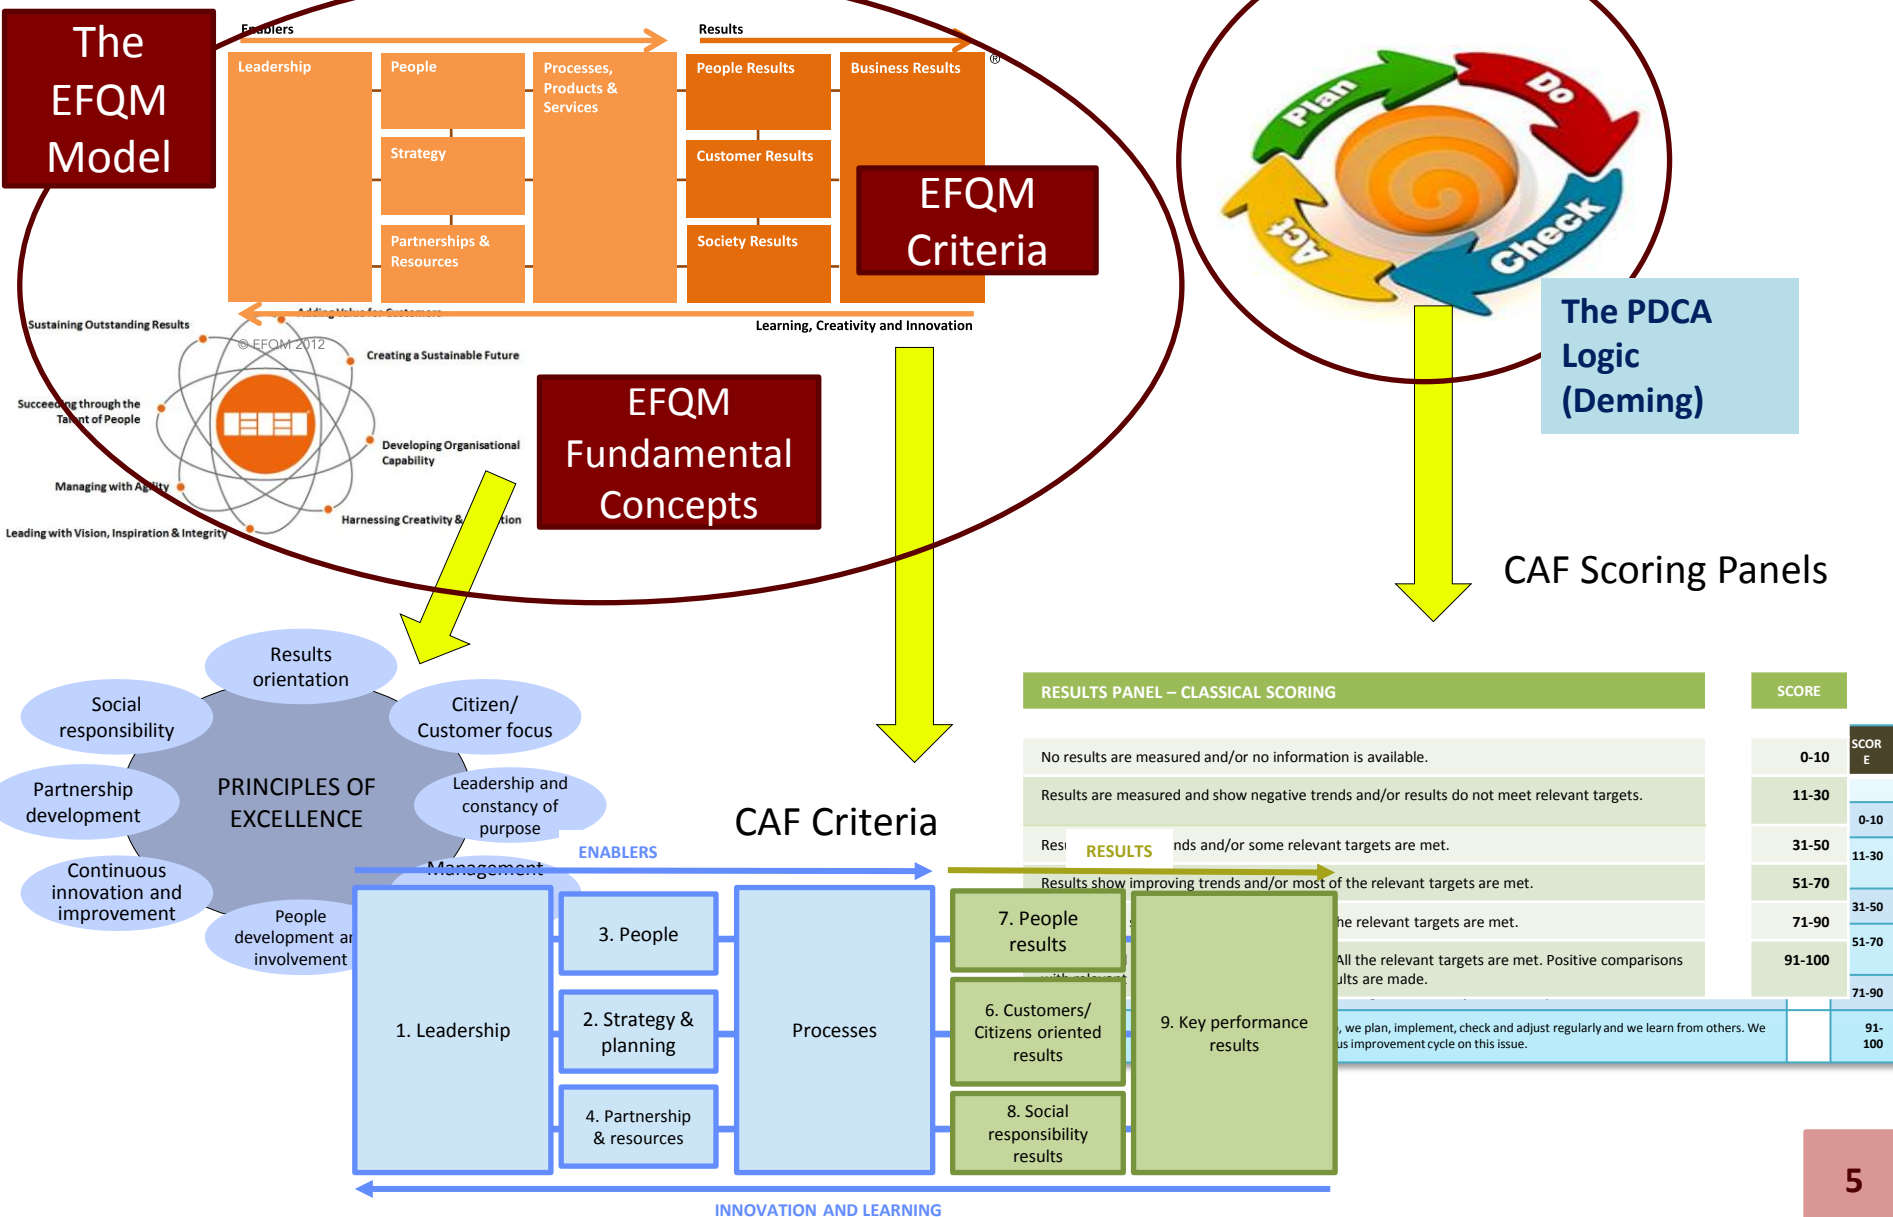 The
EFQM
Model
Enablers
Results
Leadership
People
Processes,
Products &
Services
People Results
Business Results
®
Strategy
Customer Results
Partnerships &
Resources
Society Results
EFQM
Criteria
Learning, Creativity and Innovation
Plan
Do
Check
Act
The PDCA
Logic
(Deming)
Adding Value for Customers
Sustaining Outstanding Results
© EFQM 2012
Creating a Sustainable Future
Succeeding through the
Talent of People
Developing Organisational
Capability
Managing with Agility
Harnessing Creativity &
Leading with Vision, Inspiration & Integrity
EFQM
Fundamental
Concepts
CAF Scoring Panels
Results
orientation
Social
responsibility
Citizen/
Customer focus
Partnership
development
PRINCIPLES OF
EXCELLENCE
Leadership and
constancy of
purpose
Continuous
innovation and
improvement
Management
People
development
involvement
CAF Criteria
RESULTS PANEL – CLASSICAL SCORING
SCORE
No results are measured and/or no information is available.
0-10
Results are measured and show negative trends and/or results do not meet relevant targets.
11-30
and/or some relevant targets are met.
31-50
Results show improving trends and/or most of the relevant targets are met.
51-70
relevant targets are met.
71-90
All the relevant targets are met. Positive comparisons
are made.
91-100
SCOR
E
0-10
11-30
31-50
51-70
71-90
, we plan, implement, check and adjust regularly and we learn from others. We
improvement cycle on this issue.
91-
100
ENABLERS
RESULTS
1. Leadership
3. People
2. Strategy &
planning
4. Partnership
& resources
Processes
7. People
results
6. Customers/
Citizens oriented
results
8. Social
responsibility
results
9. Key performance
results
INNOVATION AND LEARNING
5